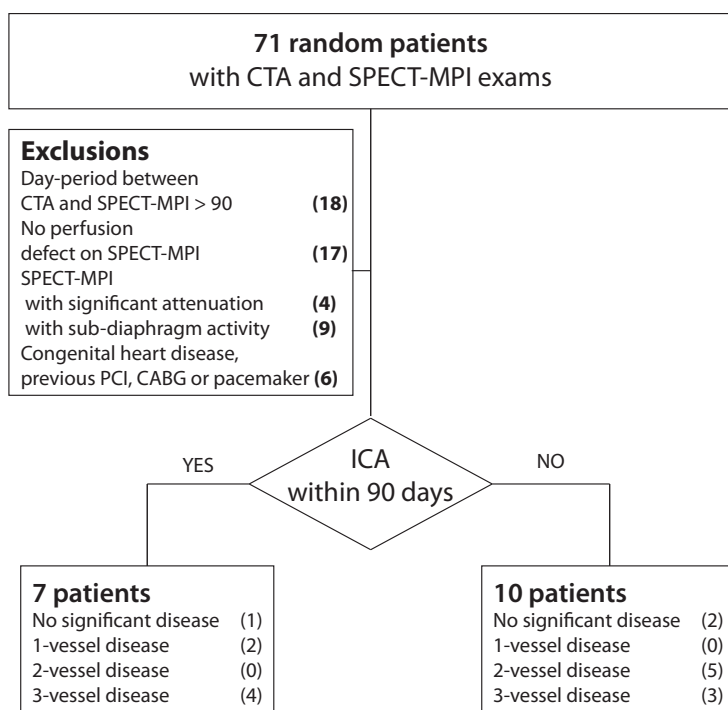 71 random patients
with CTA and SPECT-MPI exams
Exclusions
Day-period between
CTA and SPECT-MPI > 90 (18)
No perfusion
defect on SPECT-MPI (17)
SPECT-MPI
with significant attenuation (4)
with sub-diaphragm activity (9)
Congenital heart disease,
previous PCI, CABG or pacemaker (6)
ICA
within 90 days
YES
NO
7 patients
No significant disease (1)
1-vessel disease (2)
2-vessel disease (0)
3-vessel disease (4)
10 patients
No significant disease (2)
1-vessel disease (0)
2-vessel disease (5)
3-vessel disease (3)